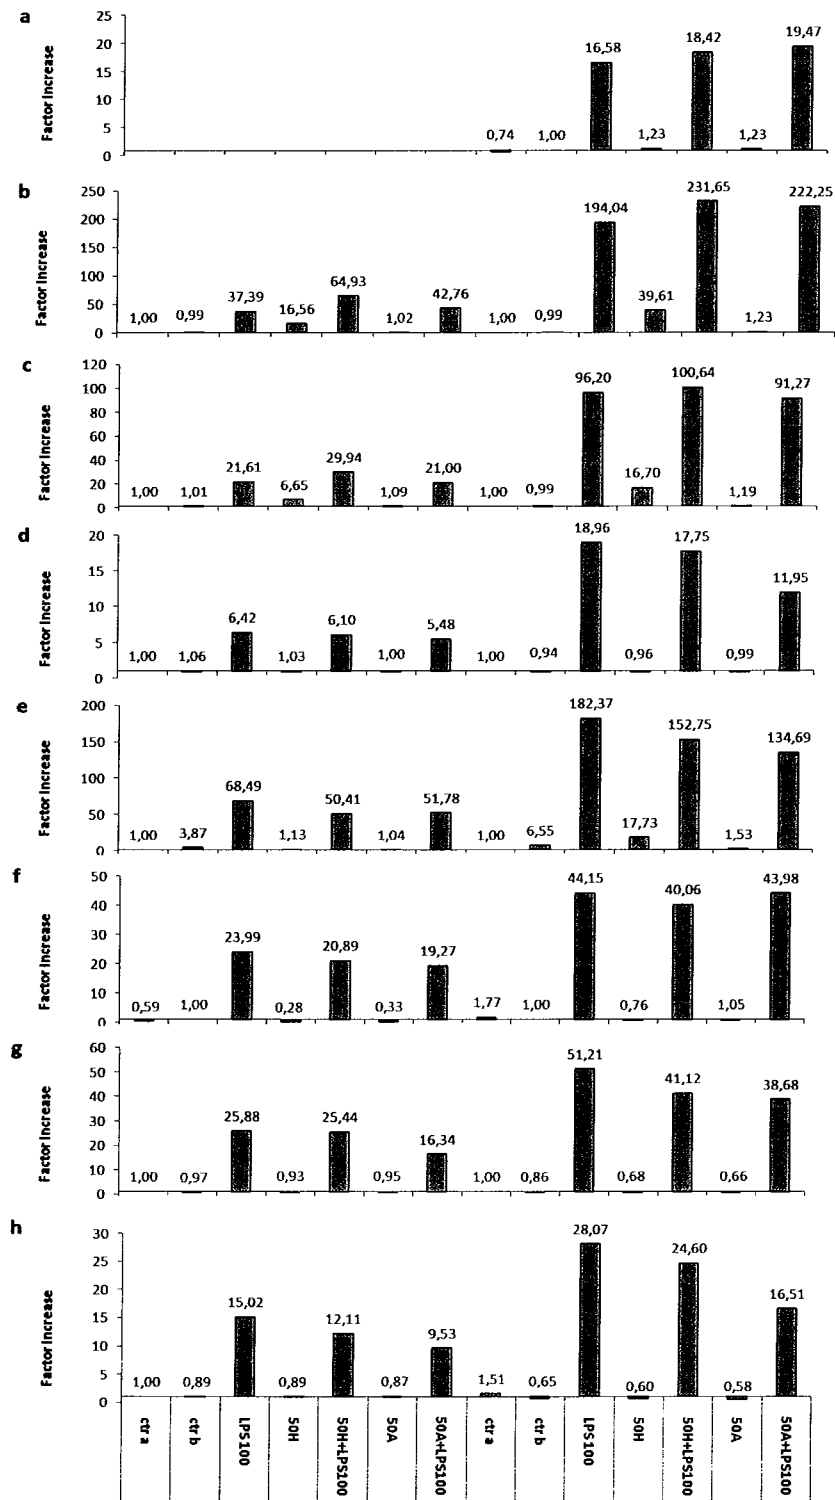 a
Factor Increase
25
20
15
10
5
0
0,74 1,00 16,58 1,23 18,42 1,23 19,47
b
Factor Increase
250
200
150
100
50
0
1,00 0,99 37,39 16,56 64,93 1,02 42,76 1,00 0,99 194,04 39,61 231,65 1,23 222,25
c
Factor Increase
120
100
80
60
40
20
0
1,00 1,01 21,61 6,65 29,94 1,09 21,00 1,00 0,99 96,20 16,70 100,64 1,19 91,27
d
Factor Increase
20
15
10
5
0
1,00 1,06 6,42 1,03 6,10 1,00 5,48 1,00 0,94 18,96 0,96 17,75 0,99 11,95
e
Factor Increase
200
150
100
50
0
1,00 3,87 68,49 1,13 50,41 1,04 51,78 1,00 6,55 182,37 17,73 152,75 1,53 134,69
f
Factor Increase
50
40
30
20
10
0
0,59 1,00 23,99 0,28 20,89 0,33 19,27 1,77 1,00 44,15 0,76 40,06 1,05 43,98
g
Factor Increase
60
50
40
30
20
10
0
1,00 0,97 25,88 0,93 25,44 0,95 16,34 1,00 0,86 51,21 0,68 41,12 0,66 38,68
h
Factor Increase
30
25
20
15
10
5
0
1,00 0,89 15,02 0,89 12,11 0,87 9,53 1,51 0,65 28,07 0,60 24,60 0,58 16,51
ctr a
ctr b
LPS100
50H
50H+LPS100
50A
50A+LPS100
ctr a
ctr b
LPS100
50H
50H+LPS100
50A
50A+LPS100